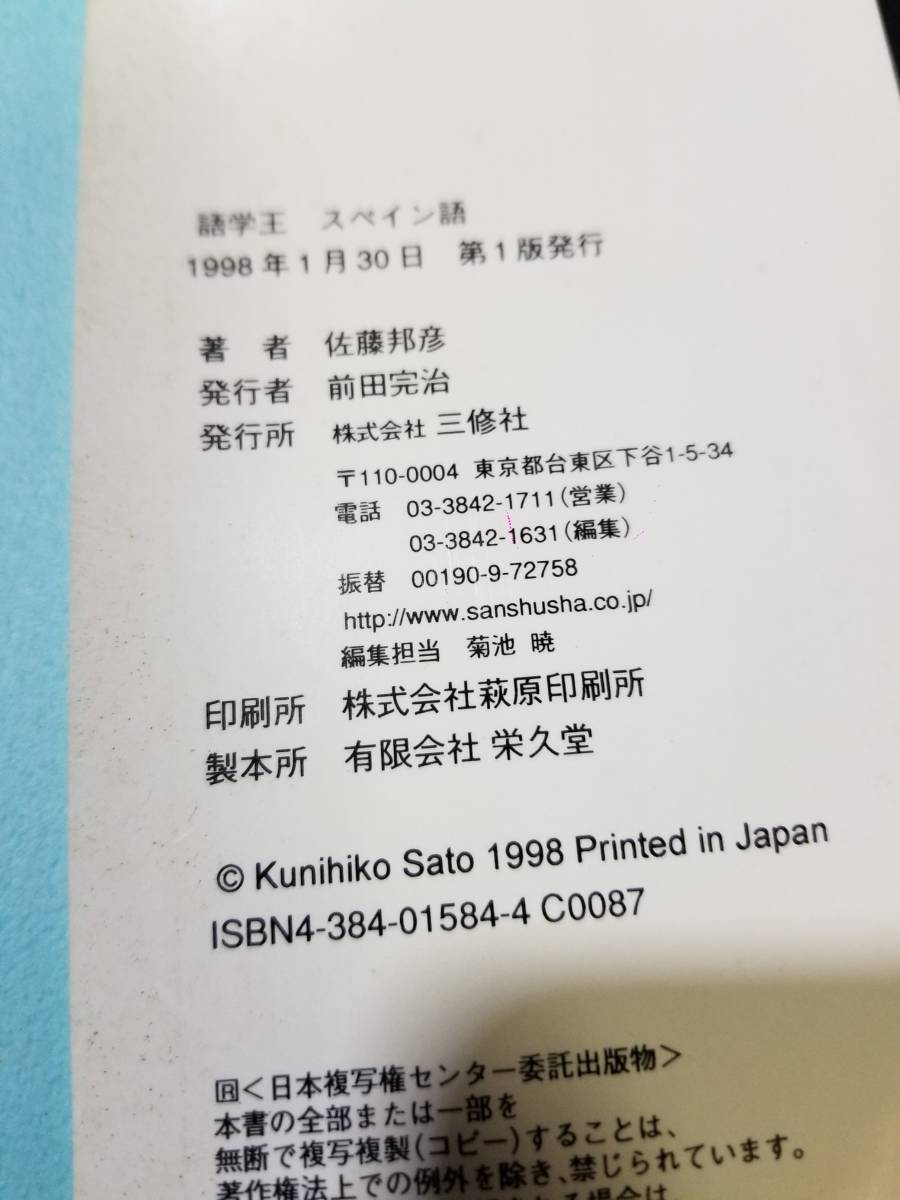 語学王　スペイン語
1998年1月30日　第1版発行
著　者　佐藤邦彦
発行者　前田完治
発行所　株式会社 三修社
〒110-0004 東京都台東区下谷1-5-34
電話　03-3842-1711(営業)
03-3842-1631(編集)
振替　00190-9-72758
http://www.sanshusha.co.jp/
編集担当　菊池 暁
印刷所　株式会社萩原印刷所
製本所　有限会社 栄久堂
© Kunihiko Sato 1998 Printed in Japan
ISBN4-384-01584-4 C0087
🄬<日本複写権センター委託出版物>
本書の全部または一部を
無断で複写複製(コピー)することは、
著作権法上での例外を除き、禁じられています。